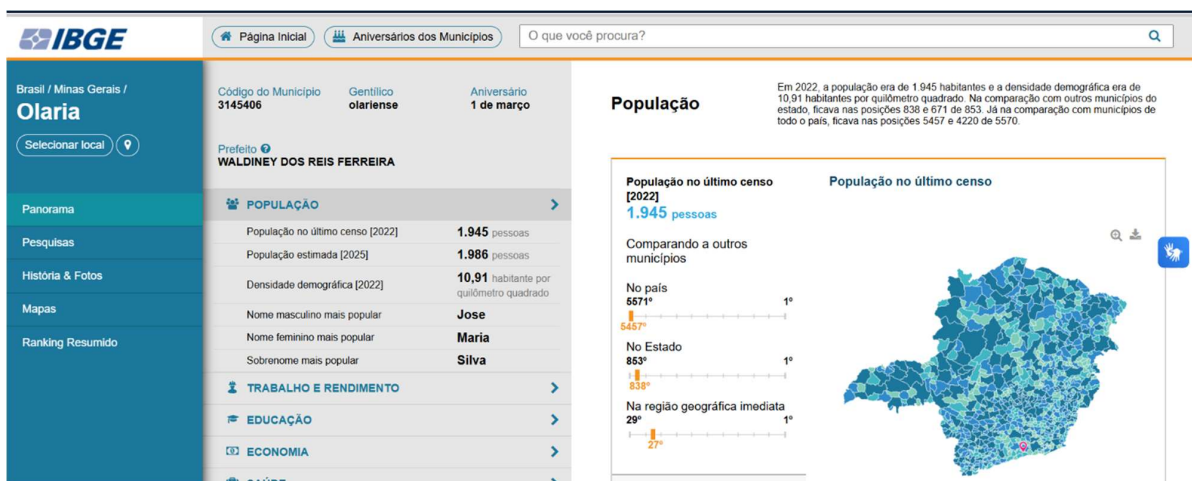 IBGE
Página Inicial
Aniversários dos Municípios
O que você procura?
Brasil / Minas Gerais /
Olaria
Selecionar local
Panorama
Pesquisas
História & Fotos
Mapas
Ranking Resumido
Código do Município
3145406
Gentílico
olariense
Aniversário
1 de março
Prefeito
WALDINEY DOS REIS FERREIRA
POPULAÇÃO
População no último censo [2022] 1.945 pessoas
População estimada [2025] 1.986 pessoas
Densidade demográfica [2022] 10,91 habitante por
quilômetro quadrado
Nome masculino mais popular Jose
Nome feminino mais popular Maria
Sobrenome mais popular Silva
TRABALHO E RENDIMENTO
EDUCAÇÃO
ECONOMIA
População
Em 2022, a população era de 1.945 habitantes e a densidade demográfica era de
10,91 habitantes por quilômetro quadrado. Na comparação com outros municípios do
estado, ficava nas posições 838 e 671 de 853. Já na comparação com municípios de
todo o país, ficava nas posições 5457 e 4220 de 5570.
População no último censo
[2022]
1.945 pessoas
Comparando a outros
municípios
No país
5571º 1º
5457º
No Estado
853º 1º
838º
Na região geográfica imediata
29º 1º
27º
População no último censo